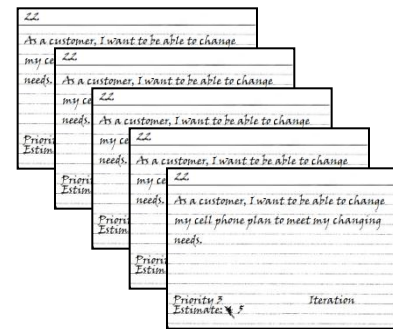 22
As a customer, I want to be able to change
my ce
needs.
Priori
Estim
22
As a customer, I want to be able to change
my ce
needs.
Priori
Estim
22
As a customer, I want to be able to change
my ce
needs.
Priori
Estim
22
As a customer, I want to be able to change
my ce
needs.
Priori
Estim
22
As a customer, I want to be able to change
my cell phone plan to meet my changing
needs.
Priority 3 Iteration
Estimate: 5